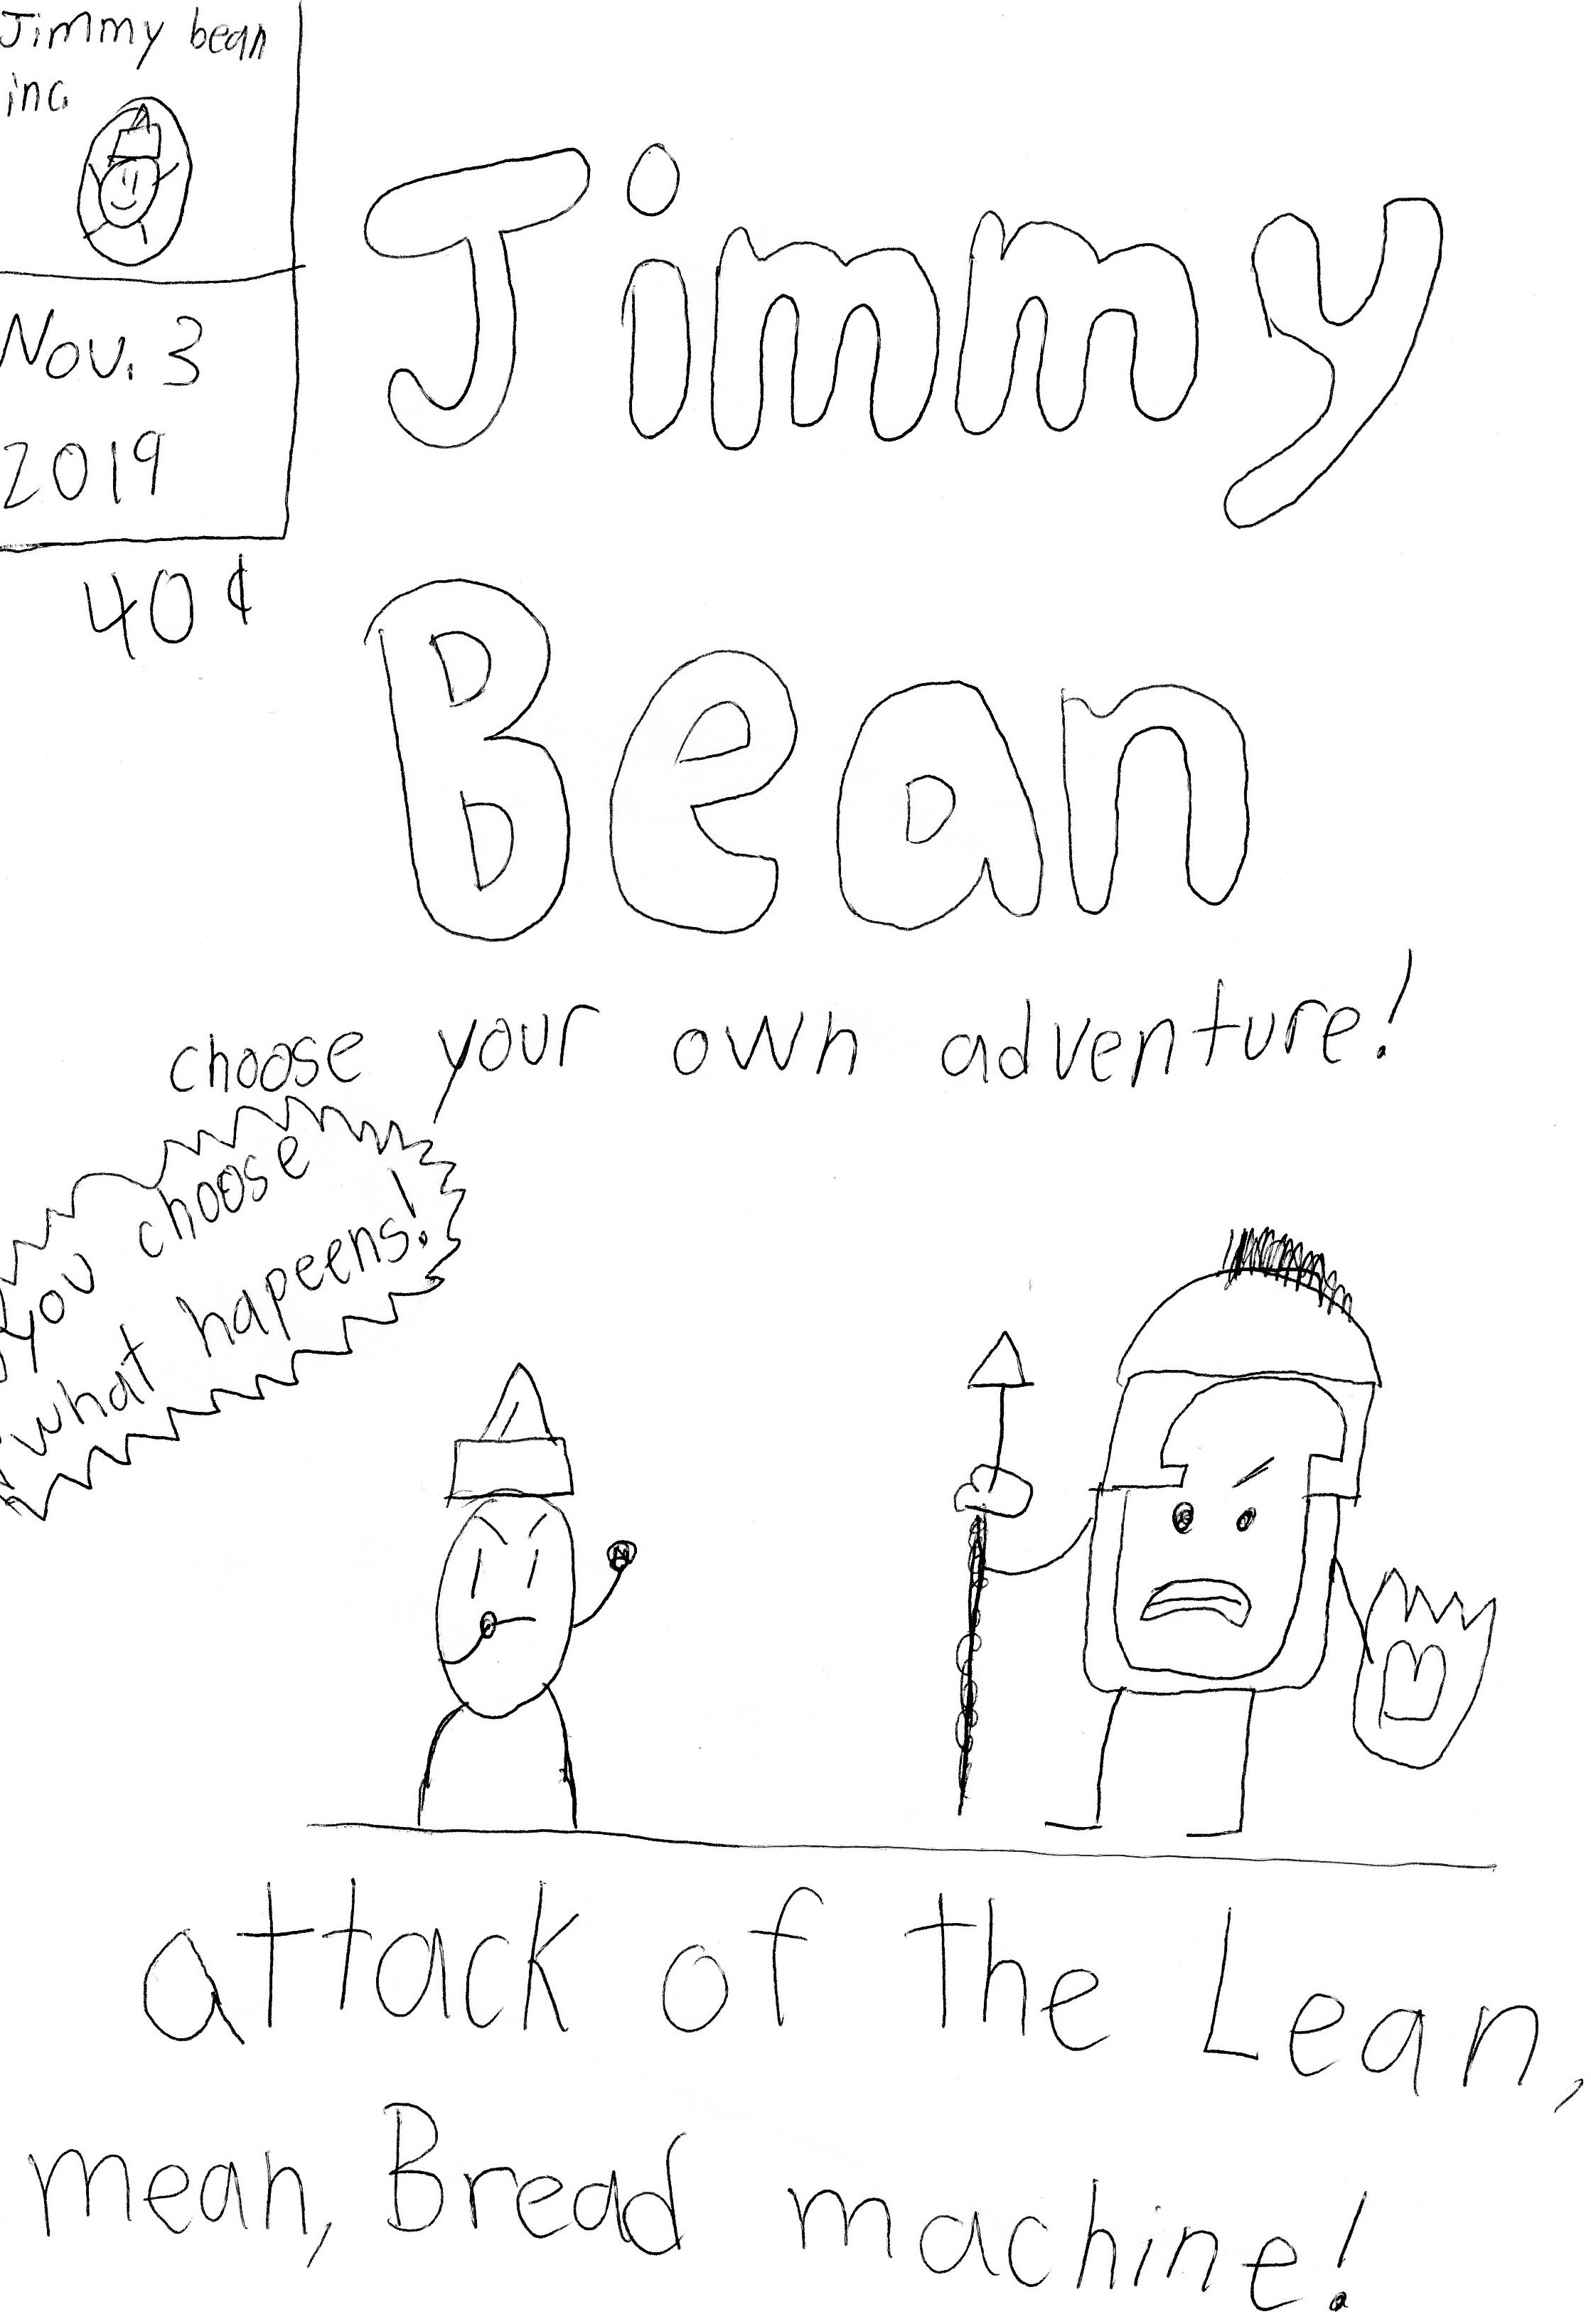 Jimmy bean
inc.
Nov. 3
2019
40¢
Jimmy
Bean
choose your own adventure!
you choose
what hapeens!
attack of the Lean,
mean, Bread machine!